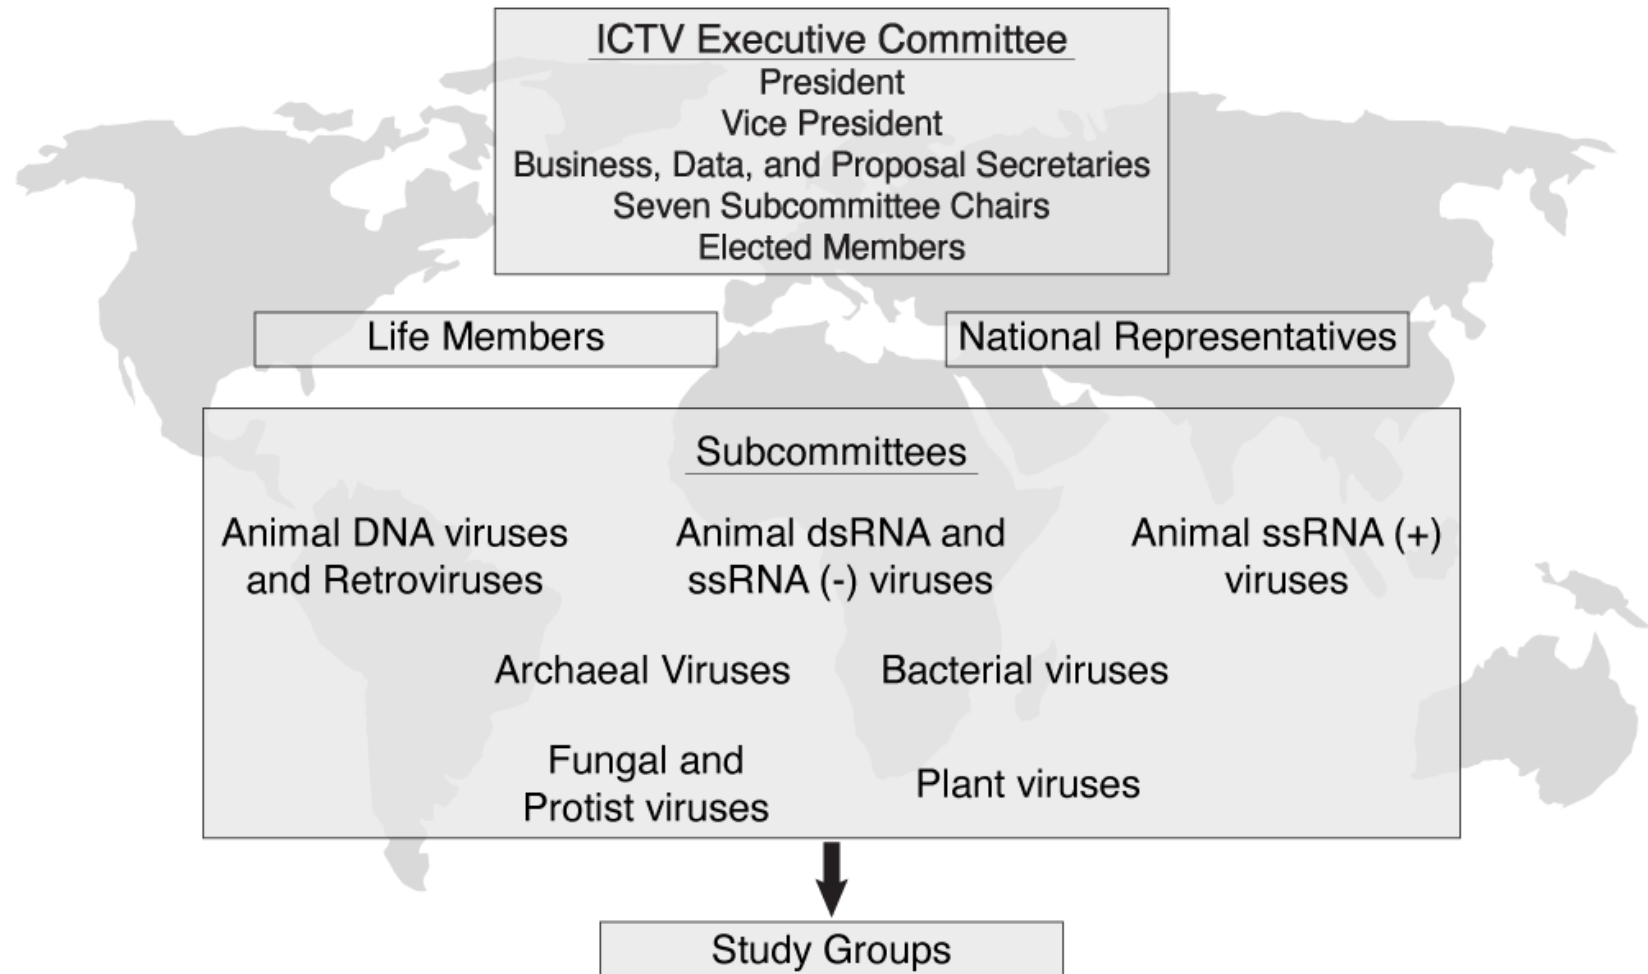 ICTV Executive Committee
President
Vice President
Business, Data, and Proposal Secretaries
Seven Subcommittee Chairs
Elected Members
Life Members
National Representatives
Subcommittees
Animal DNA viruses
and Retroviruses
Animal dsRNA and
ssRNA (-) viruses
Animal ssRNA (+)
viruses
Archaeal Viruses
Bacterial viruses
Fungal and
Protist viruses
Plant viruses
Study Groups